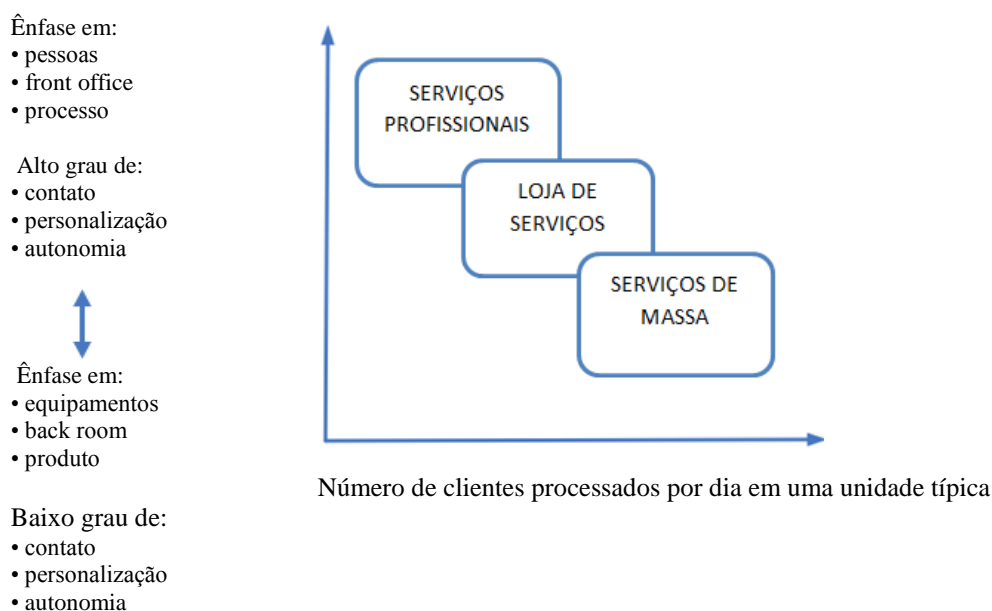 Ênfase em:
• pessoas
• front office
• processo
Alto grau de:
• contato
• personalização
• autonomia
Ênfase em:
• equipamentos
• back room
• produto
Baixo grau de:
• contato
• personalização
• autonomia
SERVIÇOS
PROFISSIONAIS
LOJA DE
SERVIÇOS
SERVIÇOS DE
MASSA
Número de clientes processados por dia em uma unidade típica